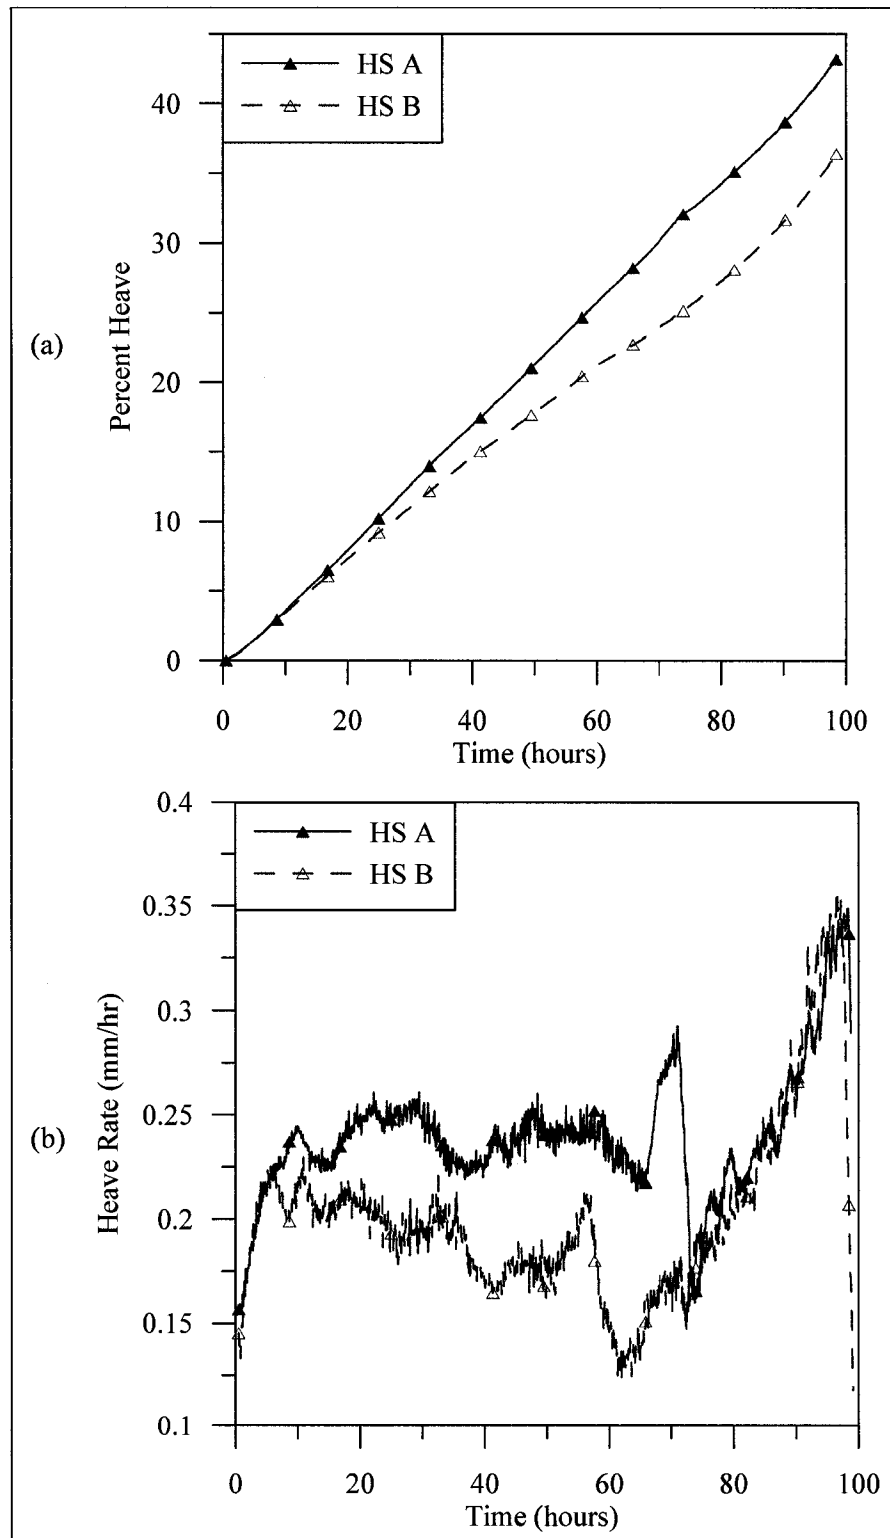 HS A
HS B
40
30
20
10
0
Percent Heave
(a)
0 20 40 60 80 100
Time (hours)
HS A
HS B
0.4
0.35
0.3
0.25
0.2
0.15
0.1
Heave Rate (mm/hr)
(b)
0 20 40 60 80 100
Time (hours)